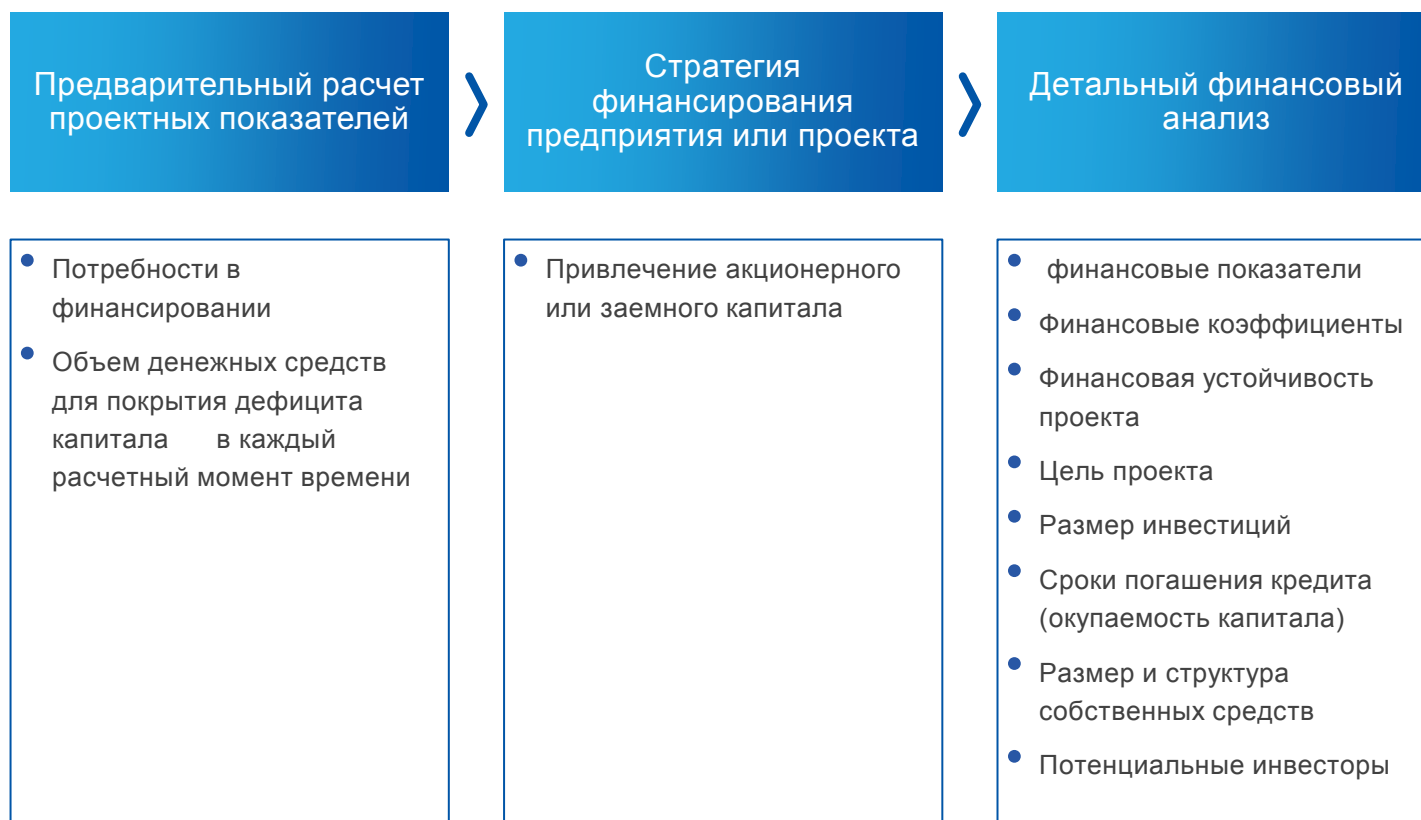 Предварительный расчет
проектных показателей
Стратегия
финансирования
предприятия или проекта
Детальный финансовый
анализ
Потребности в
финансировании
Объем денежных средств
для покрытия дефицита
капитала в каждый
расчетный момент времени
Привлечение акционерного
или заемного капитала
финансовые показатели
Финансовые коэффициенты
Финансовая устойчивость
проекта
Цель проекта
Размер инвестиций
Сроки погашения кредита
(окупаемость капитала)
Размер и структура
собственных средств
Потенциальные инвесторы